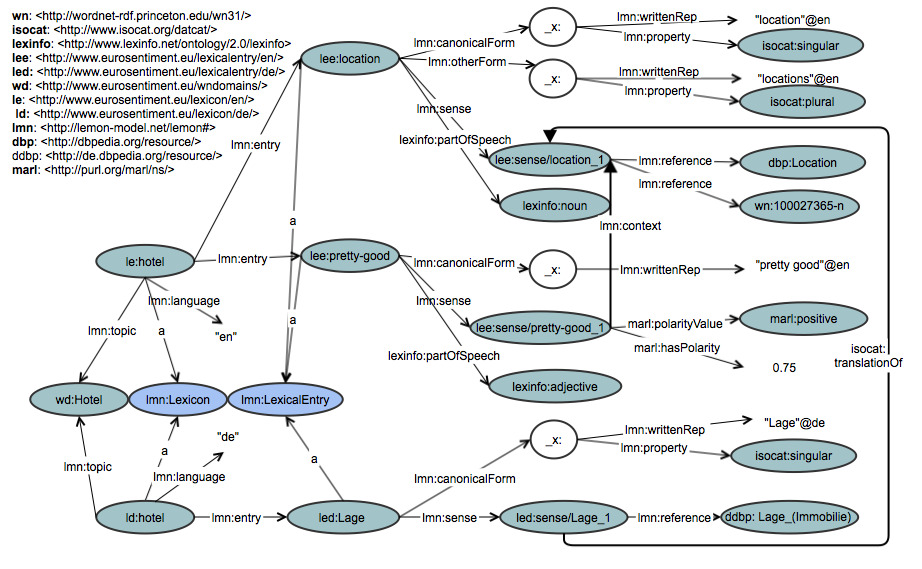 wn: <http://wordnet-rdf.princeton.edu/wn31/>
isocat: <http://www.isocat.org/datcat/>
lexinfo: <http://www.lexinfo.net/ontology/2.0/lexinfo>
lee: <http://www.eurosentiment.eu/lexicalentry/en/>
led: <http://www.eurosentiment.eu/lexicalentry/de/>
wd: <http://www.eurosentiment.eu/wndomains/>
le: <http://www.eurosentiment.eu/lexicon/en/>
ld: <http://www.eurosentiment.eu/lexicon/de/>
lmn: <http://lemon-model.net/lemon#>
dbp: <http://dbpedia.org/resource/>
ddbp: <http://de.dbpedia.org/resource/>
marl: <http://purl.org/marl/ns/>
lee:location
lmn:canonicalForm
_x:
lmn:writtenRep
"location"@en
lmn:property
isocat:singular
lmn:otherForm
_x:
lmn:writtenRep
"locations"@en
lmn:property
isocat:plural
lmn:sense
lexinfo:partOfSpeech
lmn:entry
lee:sense/location_1
lmn:reference
dbp:Location
lmn:reference
wn:100027365-n
lexinfo:noun
lmn:context
a
le:hotel
lmn:entry
lee:pretty-good
lmn:canonicalForm
_x:
lmn:writtenRep
"pretty good"@en
lmn:sense
lee:sense/pretty-good_1
marl:polarityValue
marl:positive
marl:hasPolarity
0.75
isocat:
translationOf
lexinfo:partOfSpeech
lexinfo:adjective
lmn:language
"en"
lmn:topic
a
a
wd:Hotel
lmn:Lexicon
lmn:LexicalEntry
"de"
lmn:topic
a
lmn:language
a
_x:
lmn:writtenRep
"Lage"@de
lmn:property
isocat:singular
lmn:canonicalForm
ld:hotel
lmn:entry
led:Lage
lmn:sense
led:sense/Lage_1
lmn:reference
ddbp: Lage_(Immobilie)